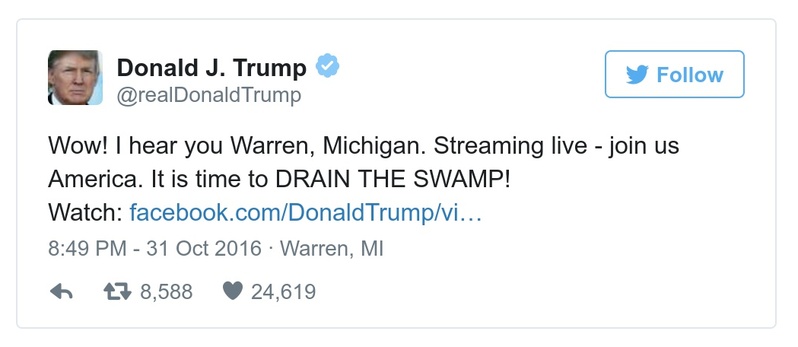 Donald J. Trump
@realDonaldTrump
Follow
Wow! I hear you Warren, Michigan. Streaming live - join us
America. It is time to DRAIN THE SWAMP!
Watch: facebook.com/DonaldTrump/vi…
8:49 PM - 31 Oct 2016 · Warren, MI
8,588 24,619